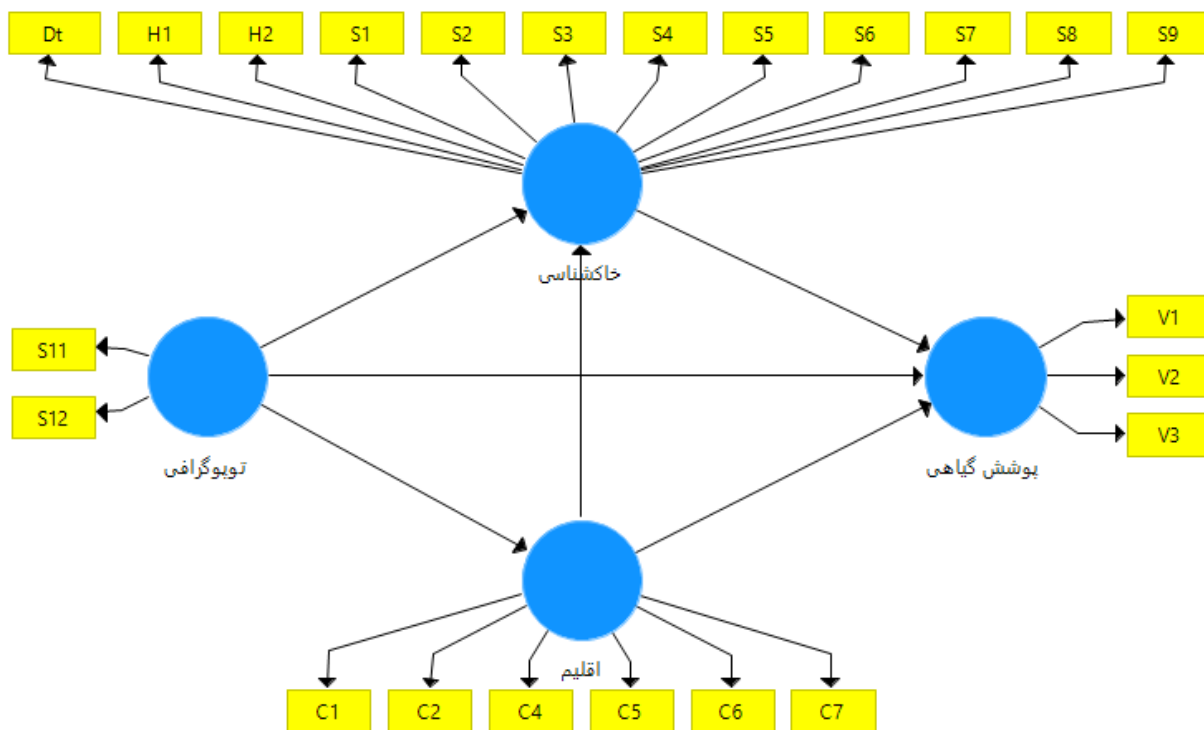 Dt
H1
H2
S1
S2
S3
S4
S5
S6
S7
S8
S9
خاکشناسی
S11
S12
توپوگرافی
V1
V2
V3
پوشش گیاهی
اقلیم
C1
C2
C4
C5
C6
C7